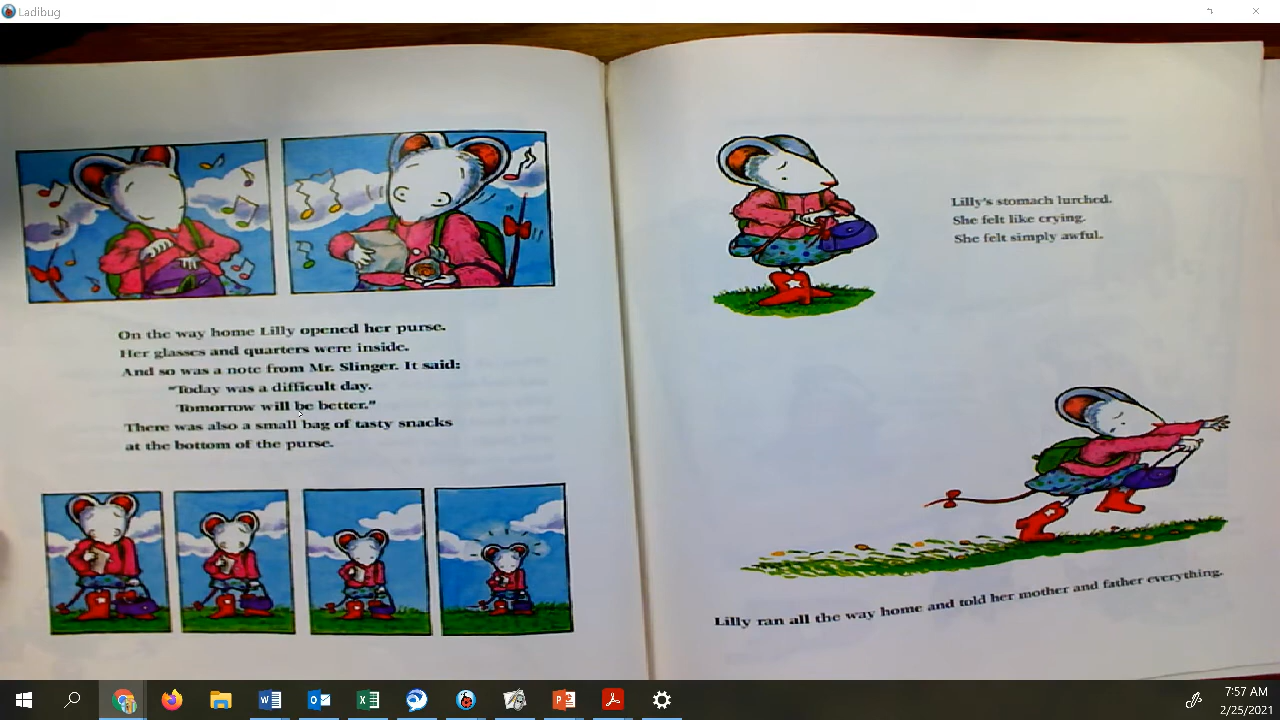 Ladibug
On the way home Lilly opened her purse.
Her glasses and quarters were inside.
And so was a note from Mr. Slinger. It said:
"Today was a difficult day.
Tomorrow will be better."
There was also a small bag of tasty snacks
at the bottom of the purse.
Lilly's stomach lurched.
She felt like crying.
She felt simply awful.
Lilly ran all the way home and told her mother and father everything.
7:57 AM
2/25/2021